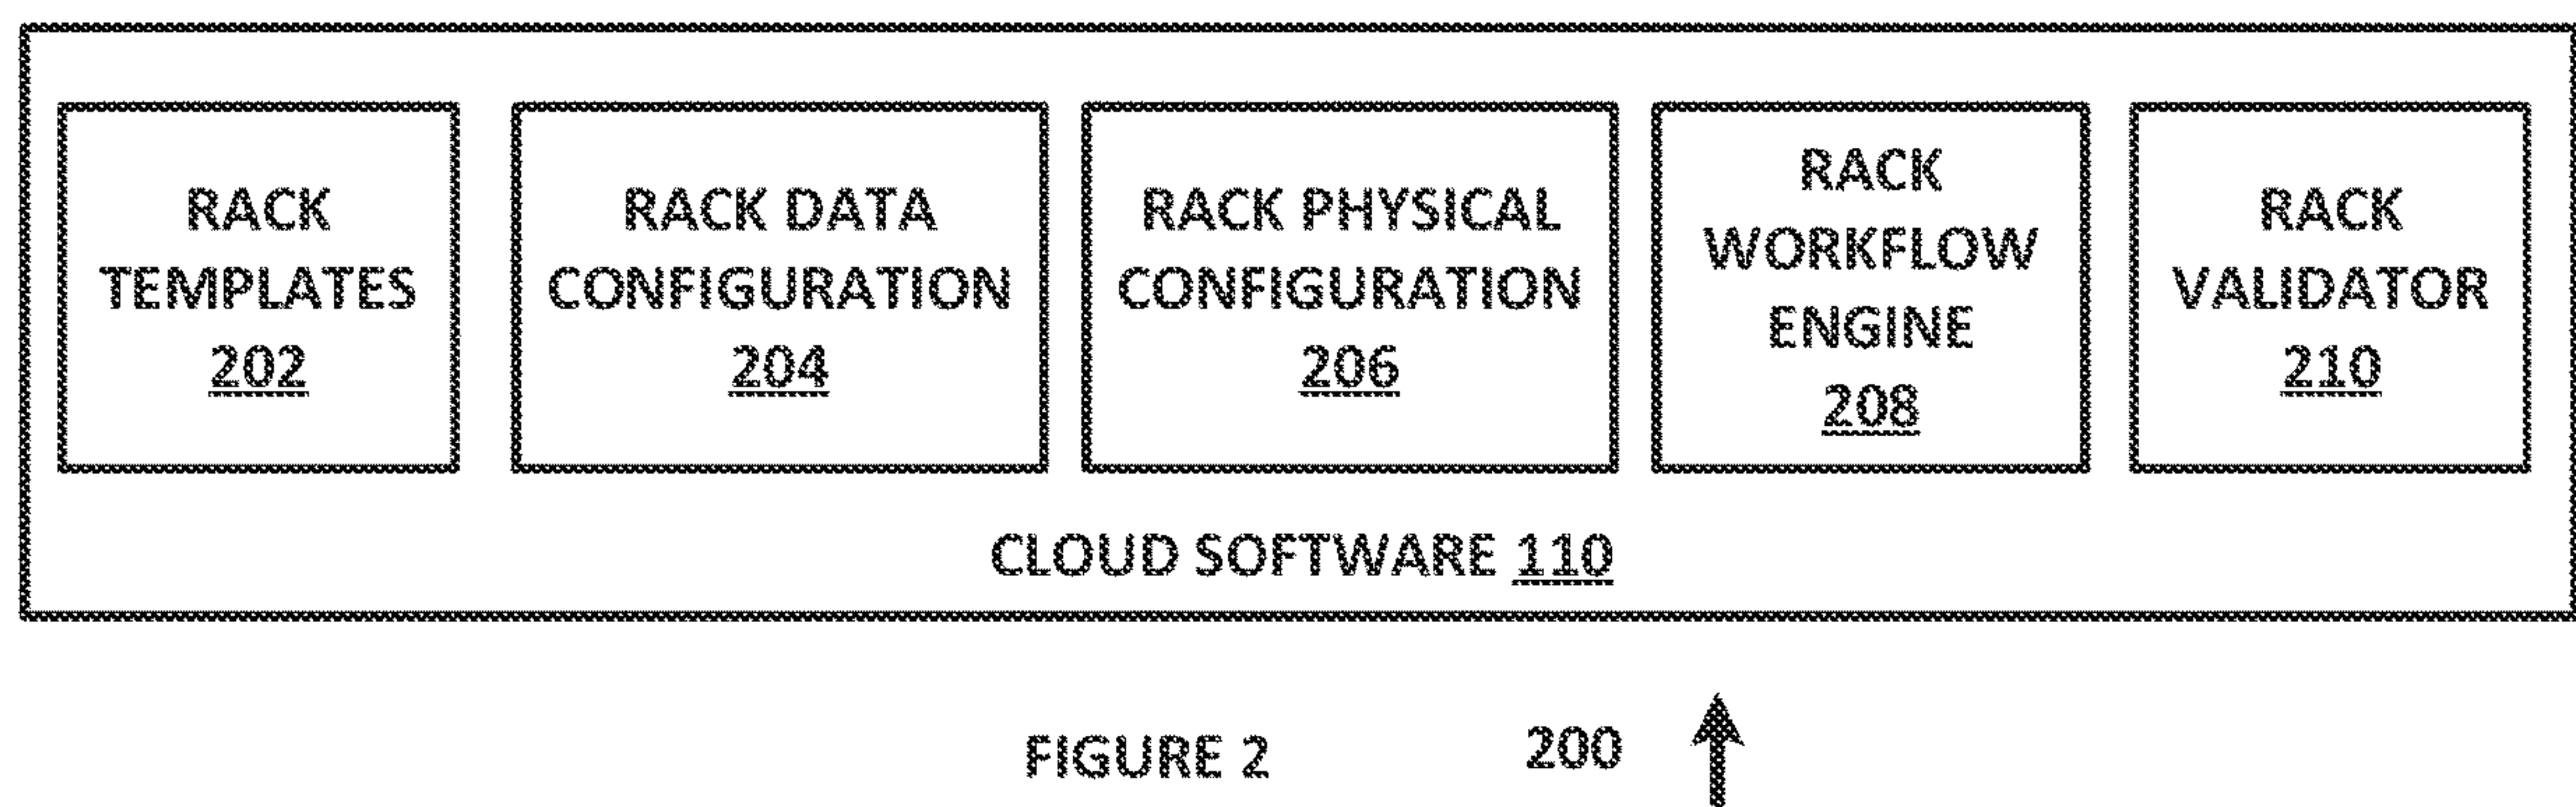 RACK
TEMPLATES
202
RACK DATA
CONFIGURATION
204
RACK PHYSICAL
CONFIGURATION
206
RACK
WORKFLOW
ENGINE
208
RACK
VALIDATOR
210
CLOUD SOFTWARE 110
FIGURE 2
200